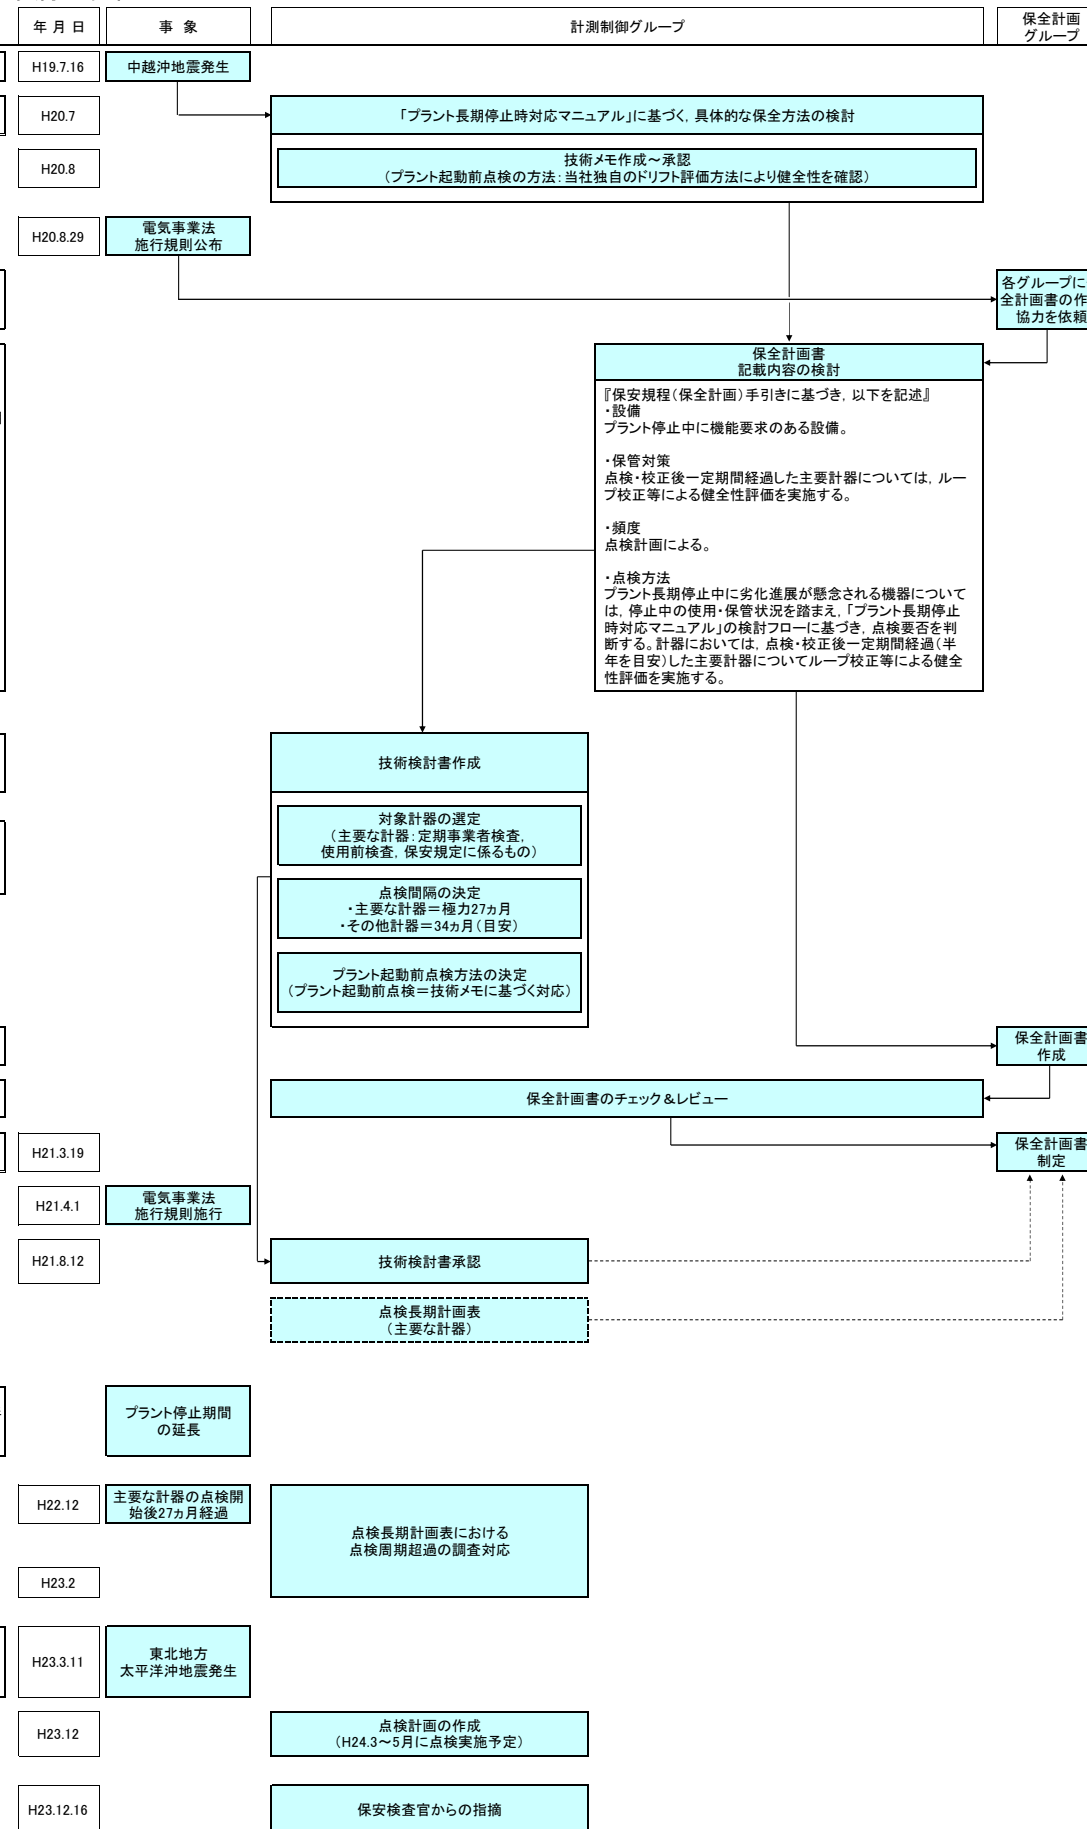 年 月 日
事 象
計測制御グループ
保全計画
グループ
H19.7.16
中越沖地震発生
H20.7
「プラント長期停止時対応マニュアル」に基づく, 具体的な保全方法の検討
H20.8
技術メモ作成～承認
（プラント起動前点検の方法：当社独自のドリフト評価方法により健全性を確認）
H20.8.29
電気事業法
施行規則公布
各グループに
全計画書の作
協力を依頼
保全計画書
記載内容の検討
『保安規程（保全計画）手引きに基づき, 以下を記述』
・設備
プラント停止中に機能要求のある設備。
・保管対策
点検・校正後一定期間経過した主要計器については, ルー
プ校正等による健全性評価を実施する。
・頻度
点検計画による。
・点検方法
プラント長期停止中に劣化進展が懸念される機器について
は, 停止中の使用・保管状況を踏まえ, 「プラント長期停止
時対応マニュアル」の検討フローに基づき, 点検要否を判
断する。計器においては, 点検・校正後一定期間経過（半
年を目安）した主要計器についてループ校正等による健全
性評価を実施する。
技術検討書作成
対象計器の選定
（主要な計器：定期事業者検査,
使用前検査, 保安規定に係るもの）
点検間隔の決定
・主要な計器＝極力27ヵ月
・その他計器＝34ヵ月（目安）
プラント起動前点検方法の決定
（プラント起動前点検＝技術メモに基づく対応）
保全計画書
作成
保全計画書のチェック＆レビュー
H21.3.19
保全計画書
制定
H21.4.1
電気事業法
施行規則施行
H21.8.12
技術検討書承認
点検長期計画表
（主要な計器）
プラント停止期間
の延長
H22.12
主要な計器の点検開
始後27ヵ月経過
点検長期計画表における
点検周期超過の調査対応
H23.2
H23.3.11
東北地方
太平洋沖地震発生
H23.12
点検計画の作成
（H24.3～5月に点検実施予定）
H23.12.16
保安検査官からの指摘